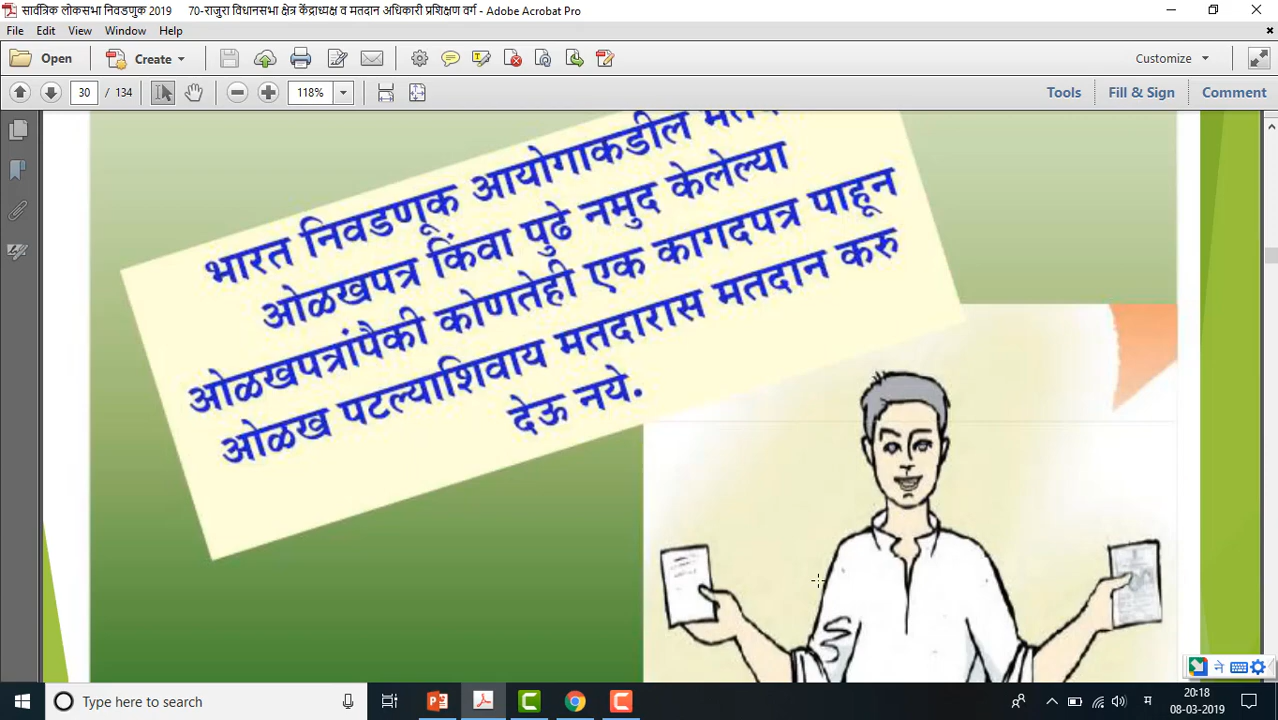 सार्वत्रिक लोकसभा निवडणुक 2019 70-राजुरा विधानसभा क्षेत्र केंद्राध्यक्ष व मतदान अधिकारी प्रशिक्षण वर्ग - Adobe Acrobat Pro
File Edit View Window Help
Open Create Customize
30 / 134 118% Tools Fill & Sign Comment
भारत निवडणूक आयोगाकडील
ओळखपत्र किंवा पुढे नमुद केलेल्या
ओळखपत्रांपैकी कोणतेही एक कागदपत्र पाहून
ओळख पटल्याशिवाय मतदारास मतदान करु
देऊ नये.
ने
Type here to search म 20:18
08-03-2019